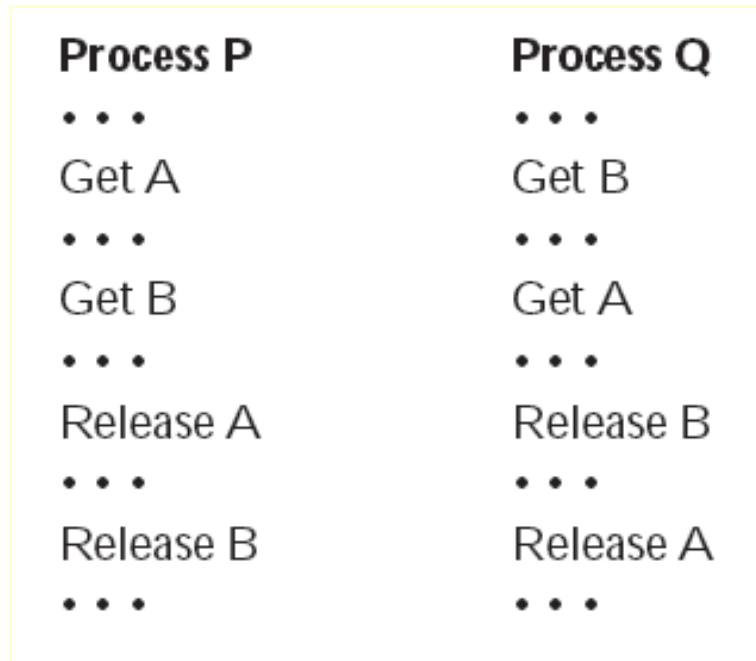 Process P Process Q
• • • • • •
Get A Get B
• • • • • •
Get B Get A
• • • • • •
Release A Release B
• • • • • •
Release B Release A
• • • • • •